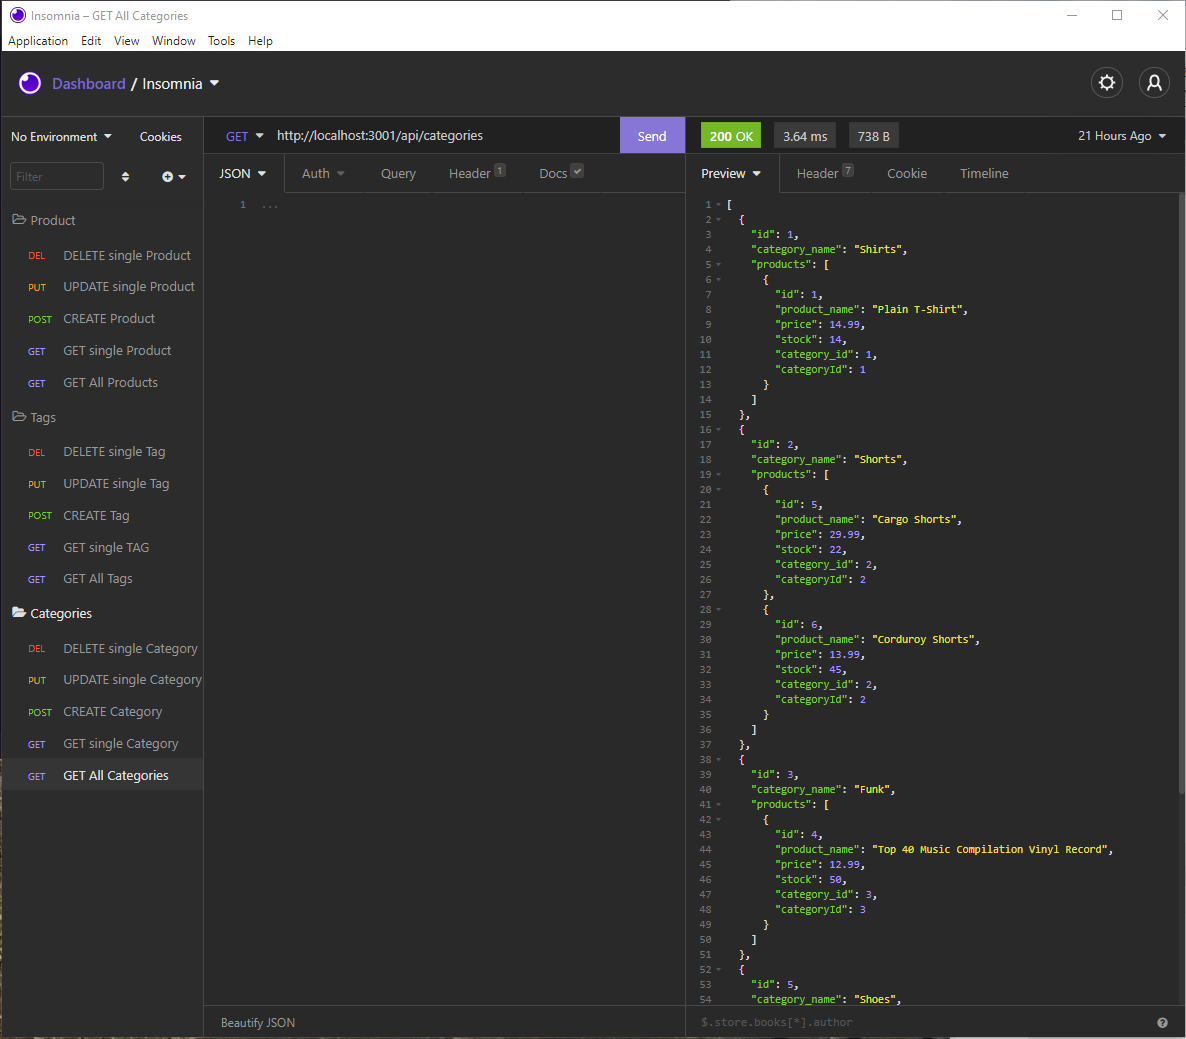 Insomnia – GET All Categories
Application Edit View Window Tools Help
Dashboard / Insomnia
No Environment Cookies
Filter
Product
DEL DELETE single Product
PUT UPDATE single Product
POST CREATE Product
GET GET single Product
GET GET All Products
Tags
DEL DELETE single Tag
PUT UPDATE single Tag
POST CREATE Tag
GET GET single TAG
GET GET All Tags
Categories
DEL DELETE single Category
PUT UPDATE single Category
POST CREATE Category
GET GET single Category
GET GET All Categories
GET http://localhost:3001/api/categories Send
JSON Auth Query Header 1 Docs
1 ...
Beautify JSON
200 OK 3.64 ms 738 B 21 Hours Ago
Preview Header 7 Cookie Timeline
1 [
2 {
3 "id": 1,
4 "category_name": "Shirts",
5 "products": [
6 {
7 "id": 1,
8 "product_name": "Plain T-Shirt",
9 "price": 14.99,
10 "stock": 14,
11 "category_id": 1,
12 "categoryId": 1
13 }
14 ]
15 },
16 {
17 "id": 2,
18 "category_name": "Shorts",
19 "products": [
20 {
21 "id": 5,
22 "product_name": "Cargo Shorts",
23 "price": 29.99,
24 "stock": 22,
25 "category_id": 2,
26 "categoryId": 2
27 },
28 {
29 "id": 6,
30 "product_name": "Corduroy Shorts",
31 "price": 13.99,
32 "stock": 45,
33 "category_id": 2,
34 "categoryId": 2
35 }
36 ]
37 },
38 {
39 "id": 3,
40 "category_name": "Funk",
41 "products": [
42 {
43 "id": 4,
44 "product_name": "Top 40 Music Compilation Vinyl Record",
45 "price": 12.99,
46 "stock": 50,
47 "category_id": 3,
48 "categoryId": 3
49 }
50 ]
51 },
52 {
53 "id": 5,
54 "category_name": "Shoes",
$.store.books[*].author